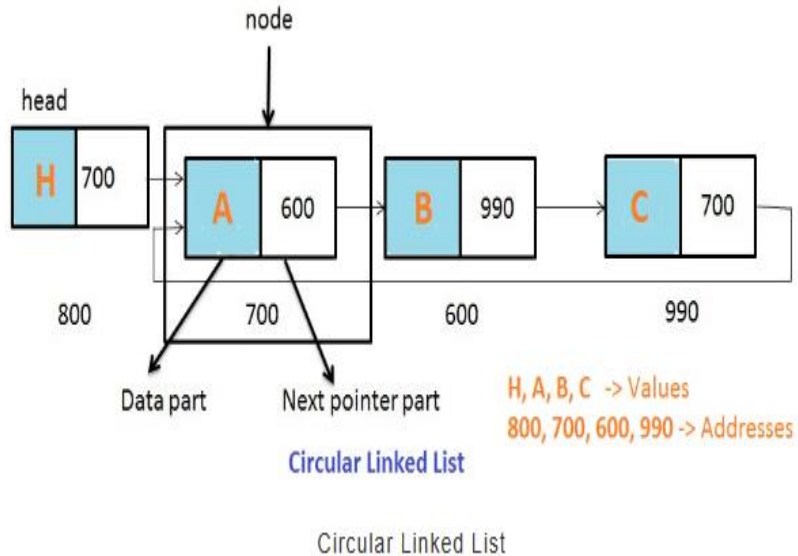 node
head
H 700
A 600
B 990
C 700
800
700
600
990
Data part
Next pointer part
H, A, B, C -> Values
800, 700, 600, 990 -> Addresses
Circular Linked List
Circular Linked List